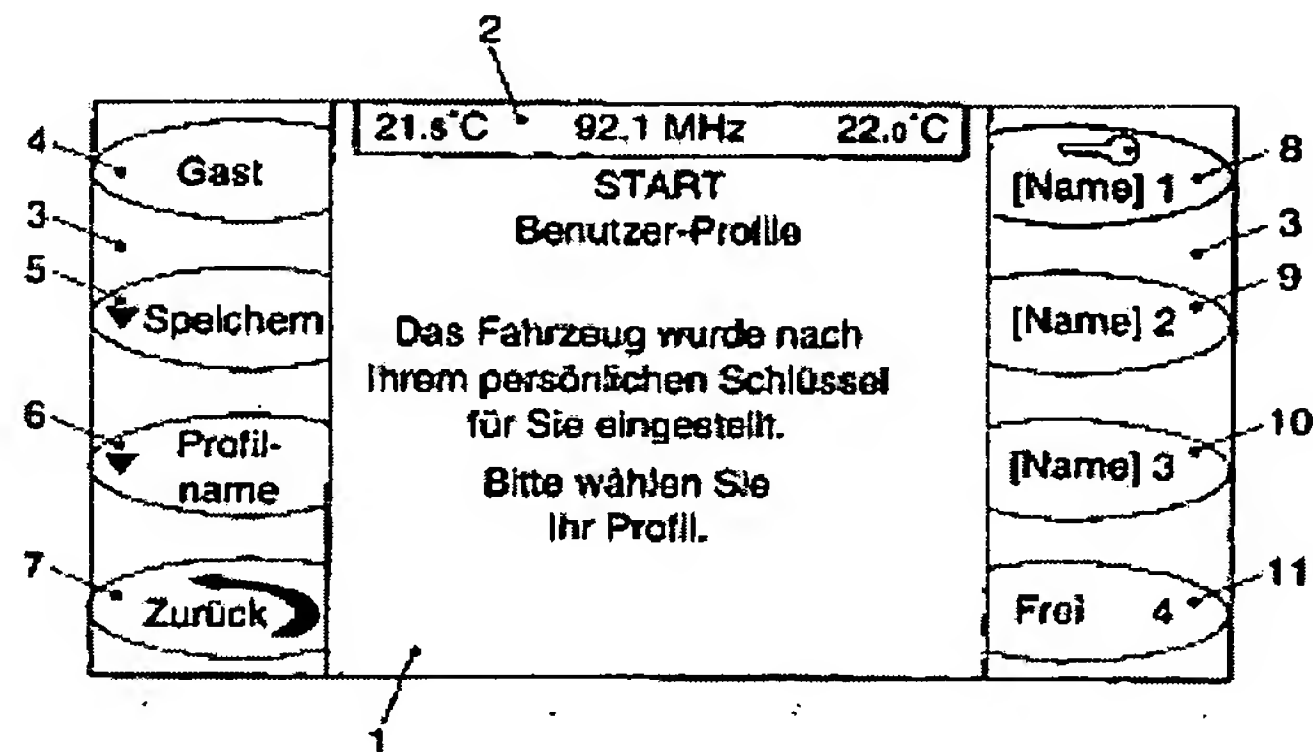 2
21.5°C 92,1 MHz 22.0°C
4
Gast
START
Benutzer-Profile
[Name] 1
8
3
3
5
Speichern
Das Fahrzeug wurde nach
Ihrem persönlichen Schlüssel
für Sie eingestellt.
Bitte wählen Sie
Ihr Profil.
[Name] 2
9
6
Profil-
name
[Name] 3
10
7
Zurück
Frei 4
11
1